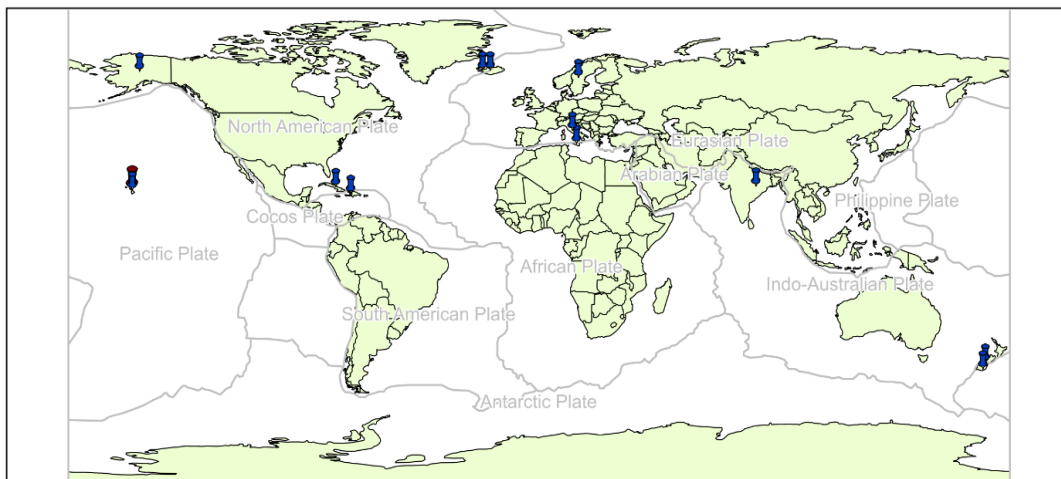 North American Plate
Eurasian Plate
Arabian Plate
Philippine Plate
Cocos Plate
Pacific Plate
African Plate
Indo-Australian Plate
South American Plate
Antarctic Plate